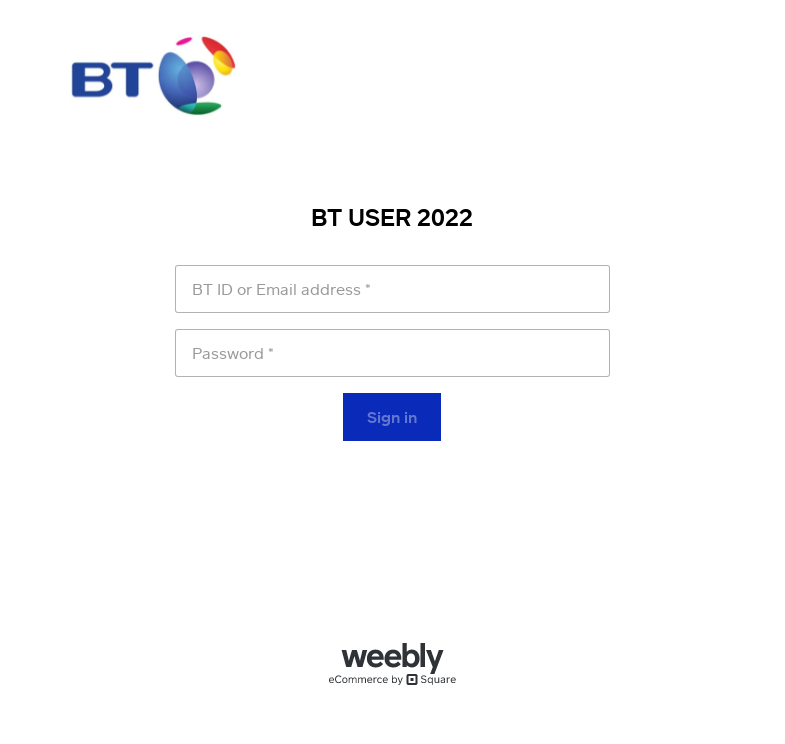 BT
BT USER 2022
BT ID or Email address *
Password *
Sign in
weebly
eCommerce by Square